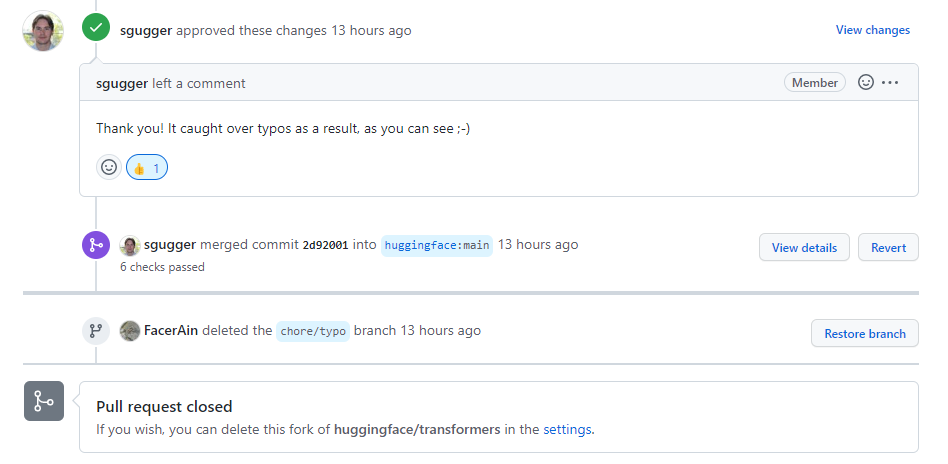 sgugger approved these changes 13 hours ago View changes
sgugger left a comment Member
Thank you! It caught over typos as a result, as you can see ;-)
👍 1
sgugger merged commit 2d92001 into huggingface:main 13 hours ago View details Revert
6 checks passed
FacerAin deleted the chore/typo branch 13 hours ago Restore branch
Pull request closed
If you wish, you can delete this fork of huggingface/transformers in the settings.